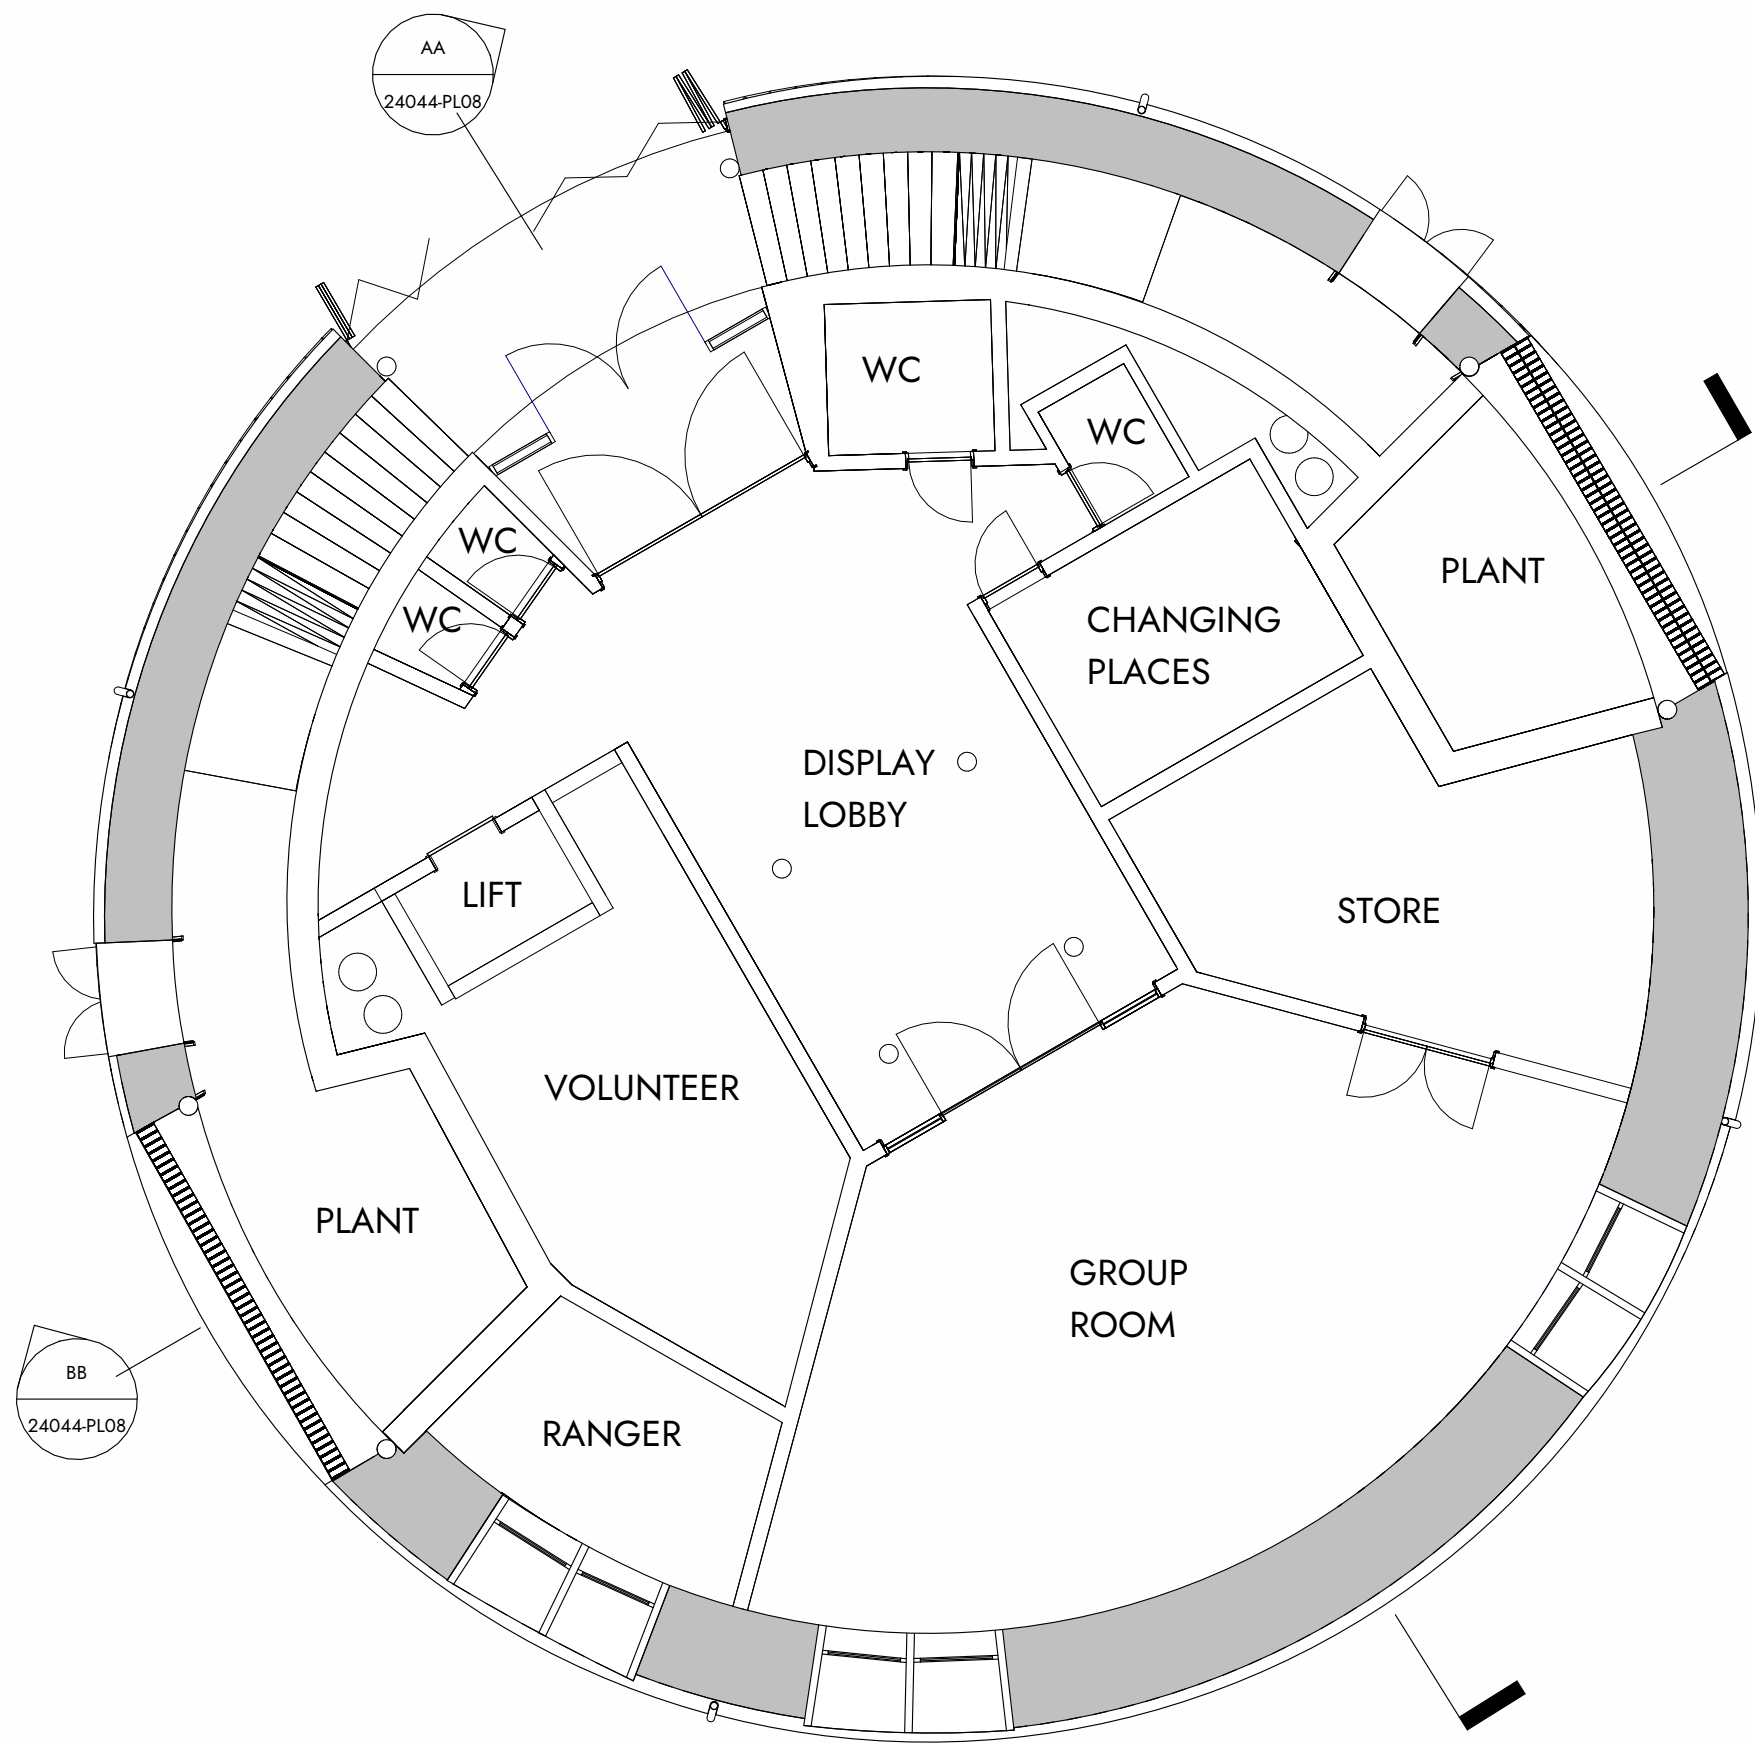 AA
24044-PL08
WC
WC
WC
WC
PLANT
CHANGING
PLACES
DISPLAY
LOBBY
LIFT
STORE
VOLUNTEER
PLANT
GROUP
ROOM
BB
24044-PL08
RANGER